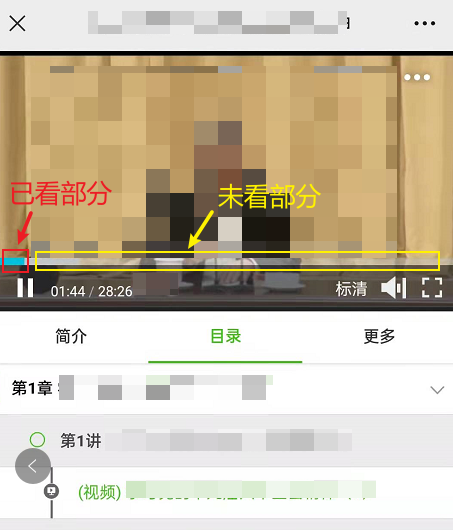 已看部分
未看部分
01:44 / 28:26
标清
简介
目录
更多
第1章
第1讲
(视频)